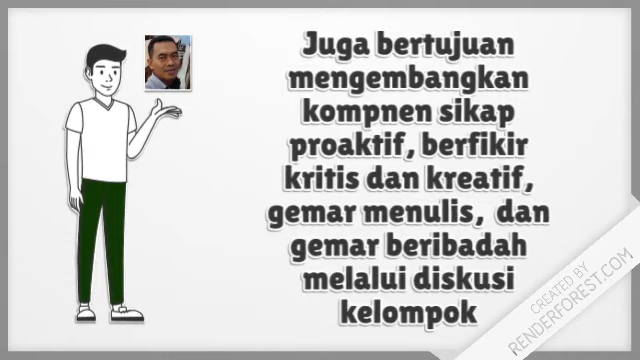 Juga bertujuan
mengembangkan
kompnen sikap
proaktif, berfikir
kritis dan kreatif,
gemar menulis, dan
gemar beribadah
melalui diskusi
kelompok
CREATED BY
RENDERFOREST.COM